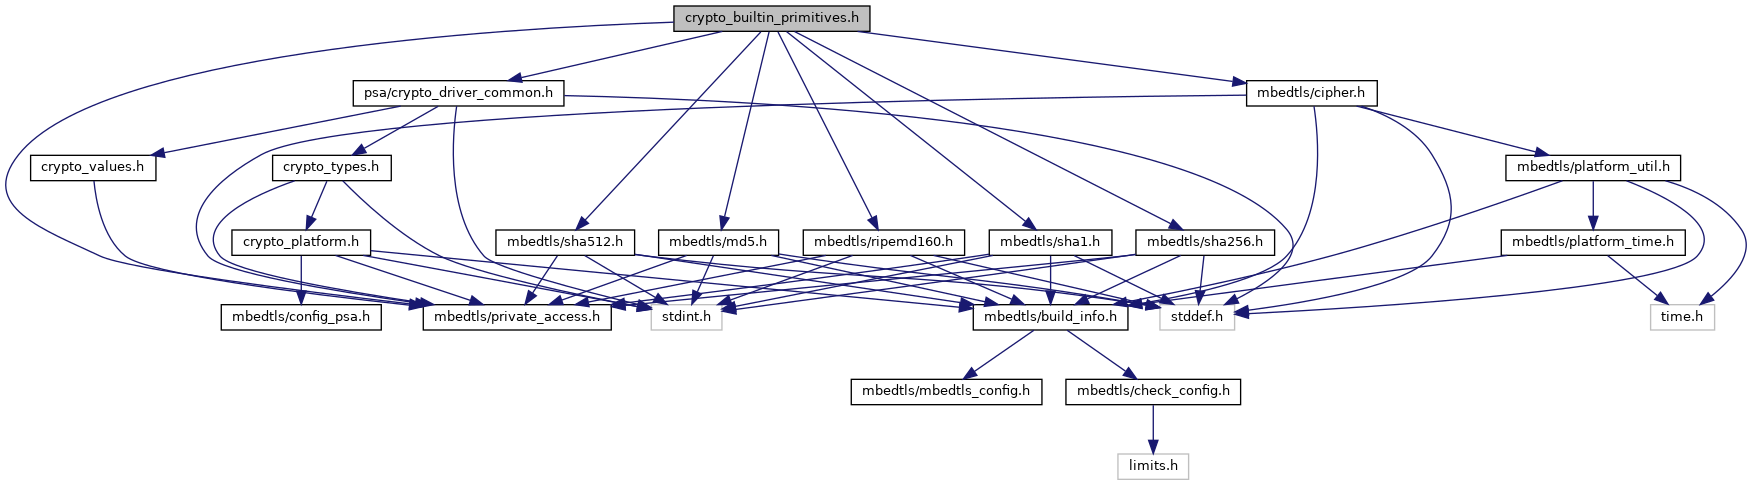 crypto_builtin_primitives.h
psa/crypto_driver_common.h
mbedtls/cipher.h
crypto_values.h
crypto_types.h
mbedtls/platform_util.h
crypto_platform.h
mbedtls/sha512.h
mbedtls/md5.h
mbedtls/ripemd160.h
mbedtls/sha1.h
mbedtls/sha256.h
mbedtls/platform_time.h
mbedtls/config_psa.h
mbedtls/private_access.h
stdint.h
mbedtls/build_info.h
stddef.h
time.h
mbedtls/mbedtls_config.h
mbedtls/check_config.h
limits.h